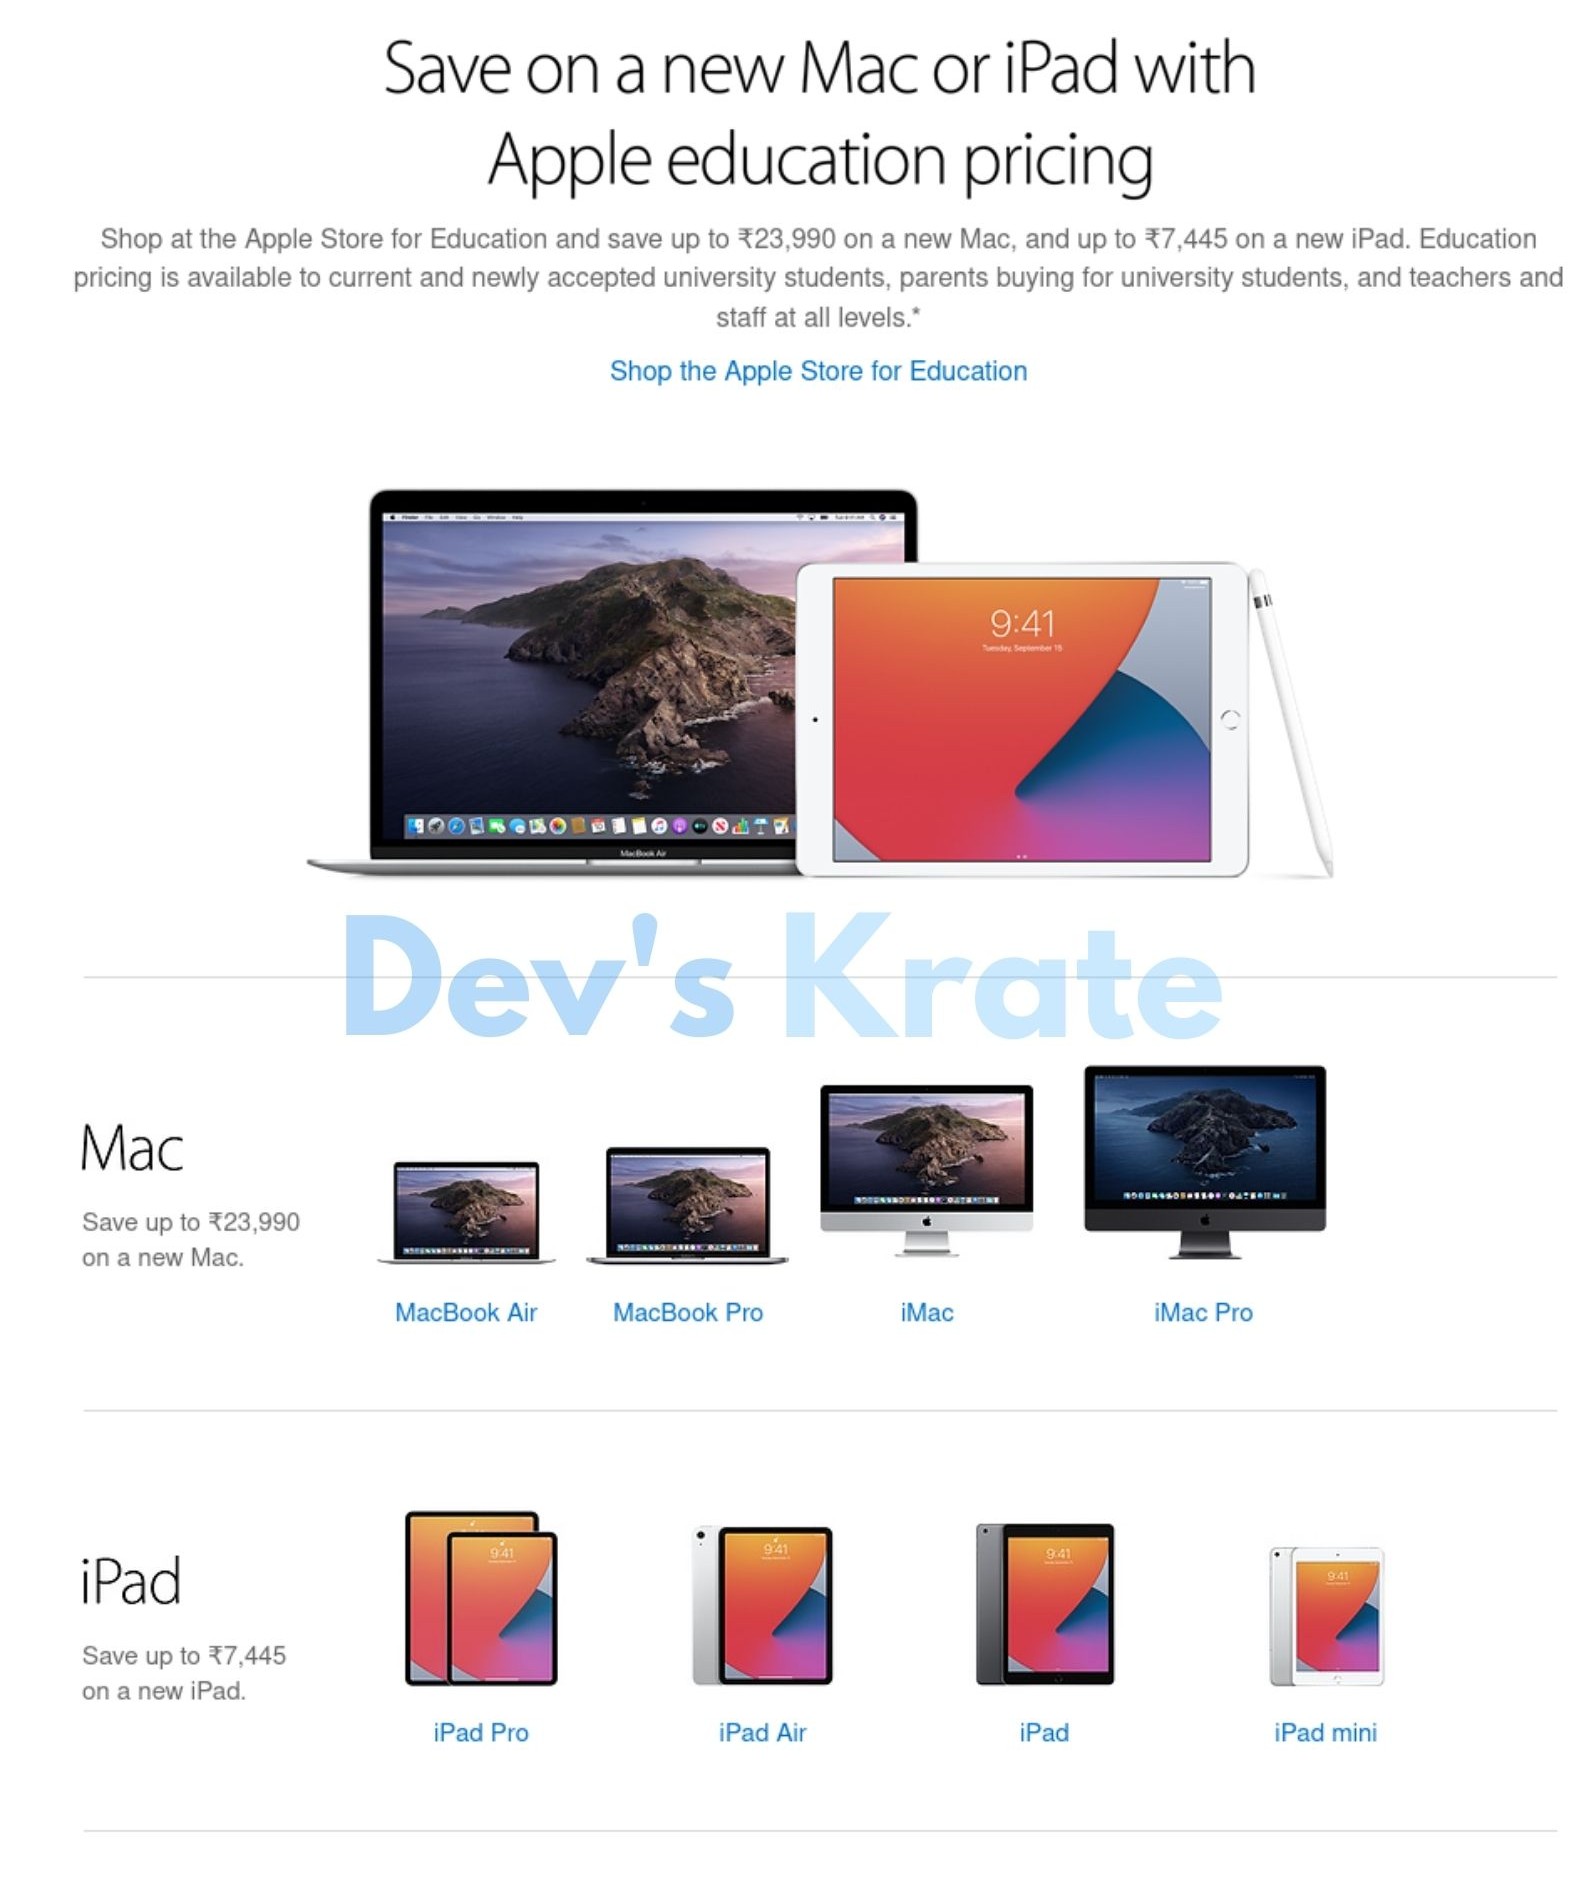 Save on a new Mac or iPad with
Apple education pricing
Shop at the Apple Store for Education and save up to ₹23,990 on a new Mac, and up to ₹7,445 on a new iPad. Education
pricing is available to current and newly accepted university students, parents buying for university students, and teachers and
staff at all levels.*
Shop the Apple Store for Education
9:41
Tuesday, September 15
MacBook Air
Dev's Krate
Mac
Save up to ₹23,990
on a new Mac.
MacBook Air
MacBook Pro
iMac
iMac Pro
iPad
Save up to ₹7,445
on a new iPad.
9:41
9:41
9:41
9:41
iPad Pro
iPad Air
iPad
iPad mini